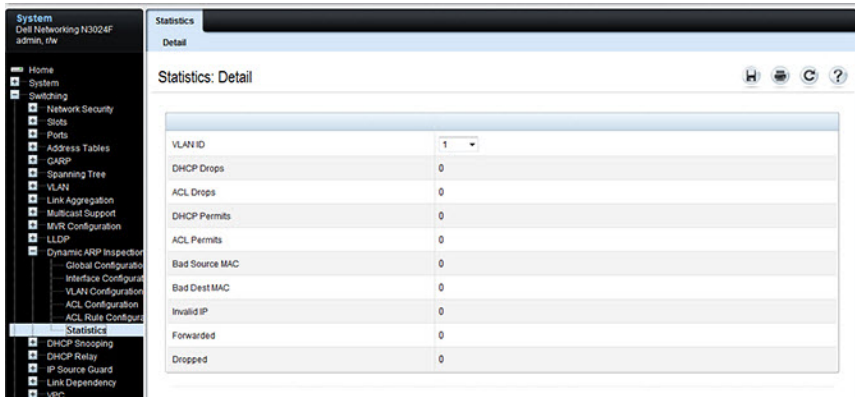 System
Dell Networking N3024F
admin, r/w
Home
System
Switching
Network Security
Slots
Ports
Address Tables
GARP
Spanning Tree
VLAN
Link Aggregation
Multicast Support
MVR Configuration
LLDP
Dynamic ARP Inspection
Global Configuratio
Interface Configurat
VLAN Configuration
ACL Configuration
ACL Rule Configura
Statistics
DHCP Snooping
DHCP Relay
IP Source Guard
Link Dependency
VPC
Statistics
Detail
Statistics: Detail
?
VLAN ID 1
DHCP Drops 0
ACL Drops 0
DHCP Permits 0
ACL Permits 0
Bad Source MAC 0
Bad Dest MAC 0
Invalid IP 0
Forwarded 0
Dropped 0